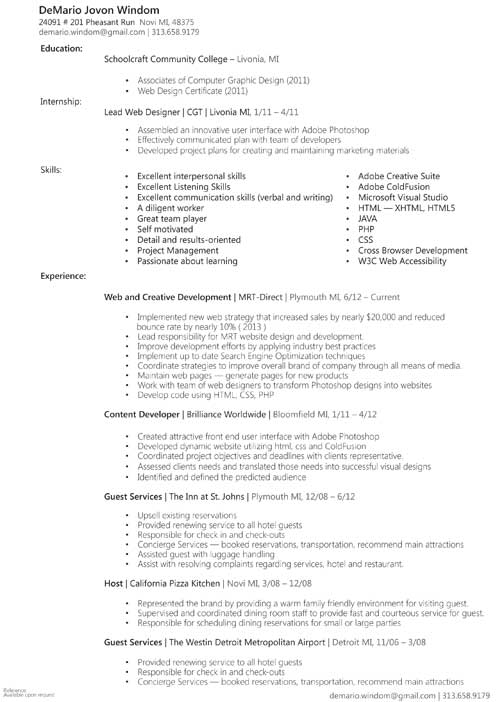 DeMario Jovon Windom
24091 # 201 Pheasant Run Novi MI, 48375
demario.windom@gmail.com | 313.658.9179
Education:
Schoolcraft Community College – Livonia, MI
• Associates of Computer Graphic Design (2011)
• Web Design Certificate (2011)
Internship:
Lead Web Designer | CGT | Livonia MI, 1/11 – 4/11
• Assembled an innovative user interface with Adobe Photoshop
• Effectively communicated plan with team of developers
• Developed project plans for creating and maintaining marketing materials
Skills:
• Excellent interpersonal skills
• Excellent Listening Skills
• Excellent communication skills (verbal and writing)
• A diligent worker
• Great team player
• Self motivated
• Detail and results-oriented
• Project Management
• Passionate about learning
• Adobe Creative Suite
• Adobe ColdFusion
• Microsoft Visual Studio
• HTML — XHTML, HTML5
• JAVA
• PHP
• CSS
• Cross Browser Development
• W3C Web Accessibility
Experience:
Web and Creative Development | MRT-Direct | Plymouth MI, 6/12 – Current
• Implemented new web strategy that increased sales by nearly $20,000 and reduced
bounce rate by nearly 10% ( 2013 )
• Lead responsibility for MRT website design and development
• Improve development efforts by applying industry best practices
• Implement up to date Search Engine Optimization techniques
• Coordinate strategies to improve overall brand of company through all means of media.
• Maintain web pages — generate pages for new products
• Work with team of web designers to transform Photoshop designs into websites
• Develop code using HTML, CSS, PHP
Content Developer | Brilliance Worldwide | Bloomfield MI, 1/11 – 4/12
• Created attractive front end user interface with Adobe Photoshop
• Developed dynamic website utilizing html, css and ColdFusion
• Coordinated project objectives and deadlines with clients representative.
• Assessed clients needs and translated those needs into successful visual designs
• Identified and defined the predicted audience
Guest Services | The Inn at St. Johns | Plymouth MI, 12/08 – 6/12
• Upsell existing reservations
• Provided renewing service to all hotel guests
• Responsible for check in and check-outs
• Concierge Services — booked reservations, transportation, recommend main attractions
• Assisted guest with luggage handling
• Assist with resolving complaints regarding services, hotel and restaurant.
Host | California Pizza Kitchen | Novi MI, 3/08 – 12/08
• Represented the brand by providing a warm family friendly environment for visiting guest.
• Supervised and coordinated dining room staff to provide fast and courteous service for guest.
• Responsible for scheduling dining reservations for small or large parties
Guest Services | The Westin Detroit Metropolitan Airport | Detroit MI, 11/06 – 3/08
• Provided renewing service to all hotel guests
• Responsible for check in and check-outs
• Concierge Services — booked reservations, transportation, recommend main attractions
Reference
Available upon request
demario.windom@gmail.com | 313.658.9179